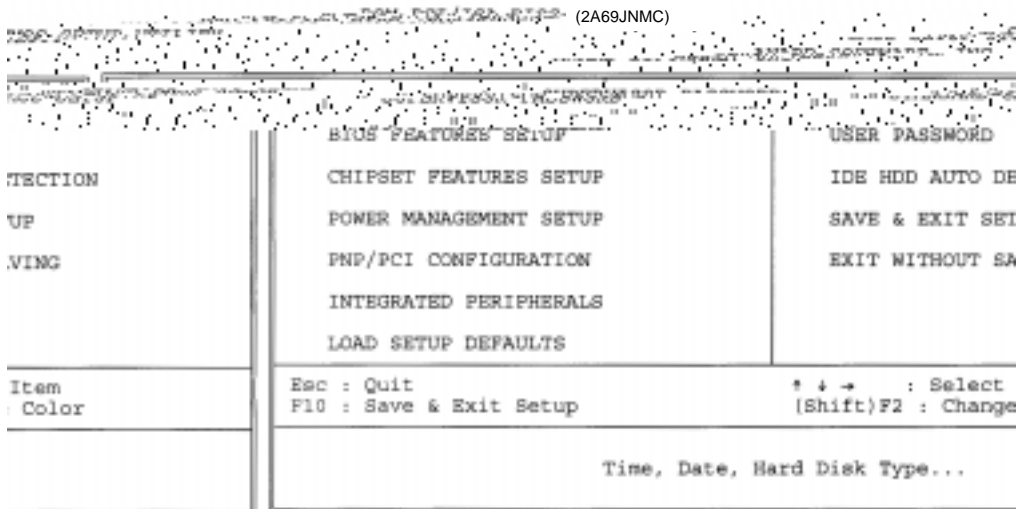 (2A69JNMC)
BIOS FEATURES SETUP USER PASSWORD
TECTION CHIPSET FEATURES SETUP IDE HDD AUTO DE
UP POWER MANAGEMENT SETUP SAVE & EXIT SET
VING PNP/PCI CONFIGURATION EXIT WITHOUT SA
INTEGRATED PERIPHERALS
LOAD SETUP DEFAULTS
Item Esc : Quit ↑ ↓ → : Select
: Color F10 : Save & Exit Setup (Shift)F2 : Change
Time, Date, Hard Disk Type...